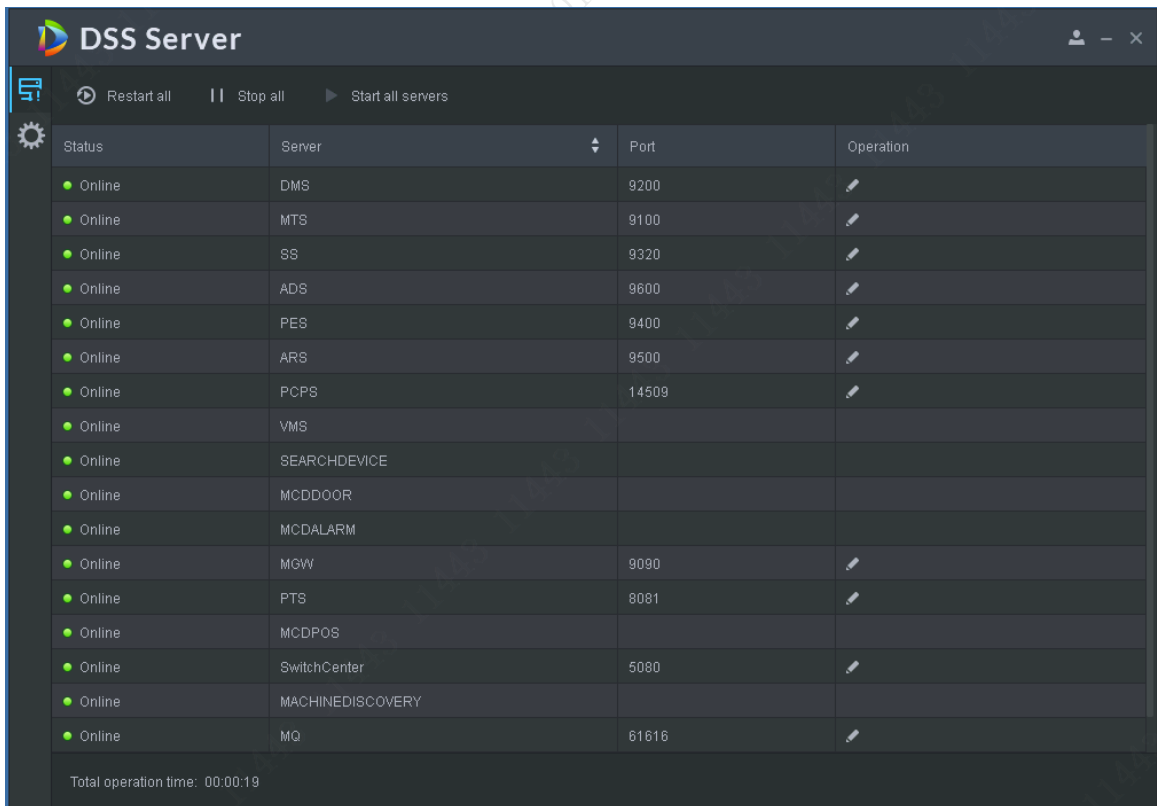 DSS Server
Restart all Stop all Start all servers
Status Server Port Operation
Online DMS 9200
Online MTS 9100
Online SS 9320
Online ADS 9600
Online PES 9400
Online ARS 9500
Online PCPS 14509
Online VMS
Online SEARCHDEVICE
Online MCDDOOR
Online MCDALARM
Online MGW 9090
Online PTS 8081
Online MCDPOS
Online SwitchCenter 5080
Online MACHINEDISCOVERY
Online MQ 61616
Total operation time: 00:00:19